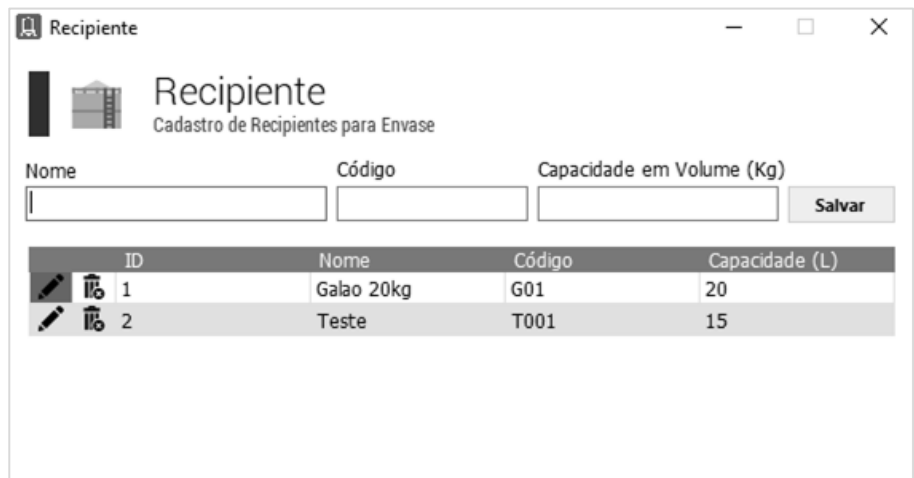 Recipiente
Recipiente
Cadastro de Recipientes para Envase
Nome Código Capacidade em Volume (Kg)
Salvar
ID Nome Código Capacidade (L)
1 Galao 20kg G01 20
2 Teste T001 15